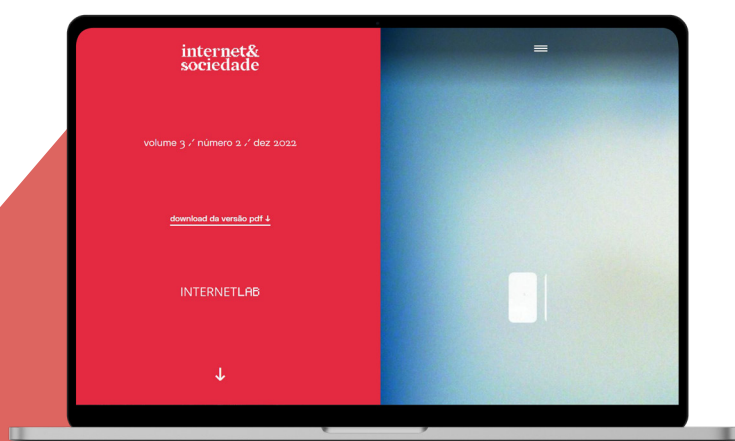 internet&
sociedade
volume 3 .՛ número 2 .՛ dez 2022
download da versão pdf ↓
INTERNETLAB
↓